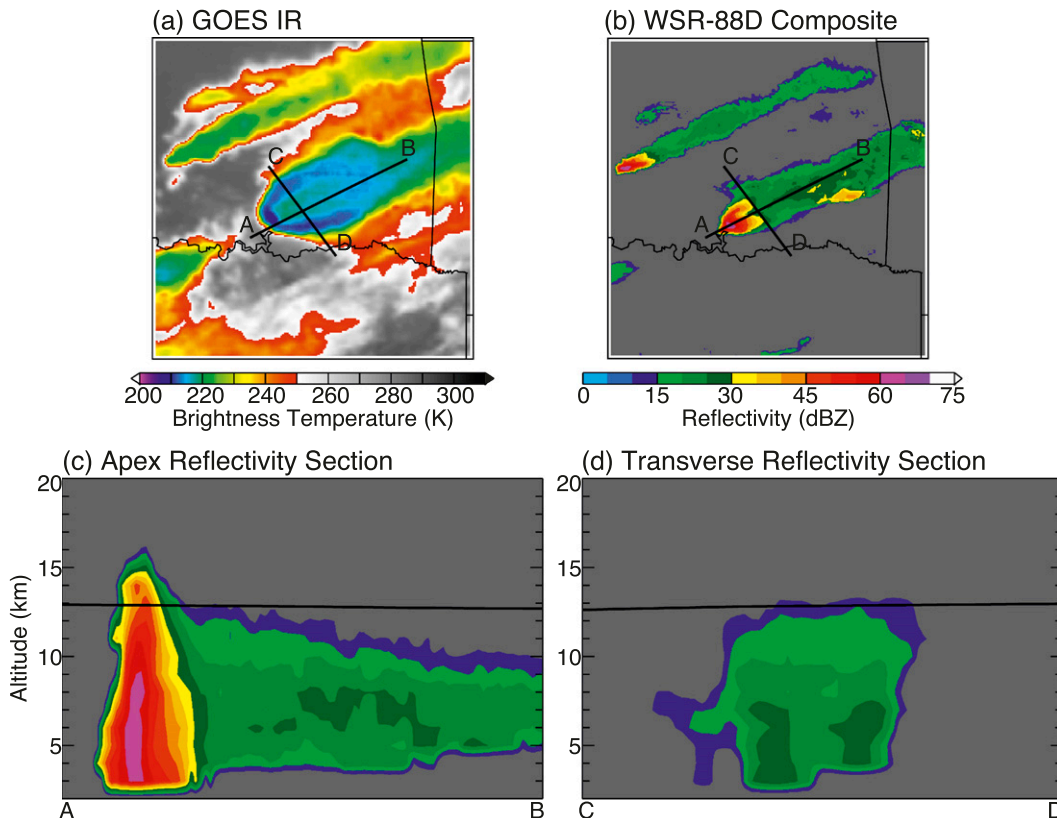 (a) GOES IR
(b) WSR-88D Composite
C
B
A
D
C
B
A
D
200 220 240 260 280 300
Brightness Temperature (K)
0 15 30 45 60 75
Reflectivity (dBZ)
(c) Apex Reflectivity Section
(d) Transverse Reflectivity Section
20
15
10
5
Altitude (km)
A
B
20
15
10
5
C
D